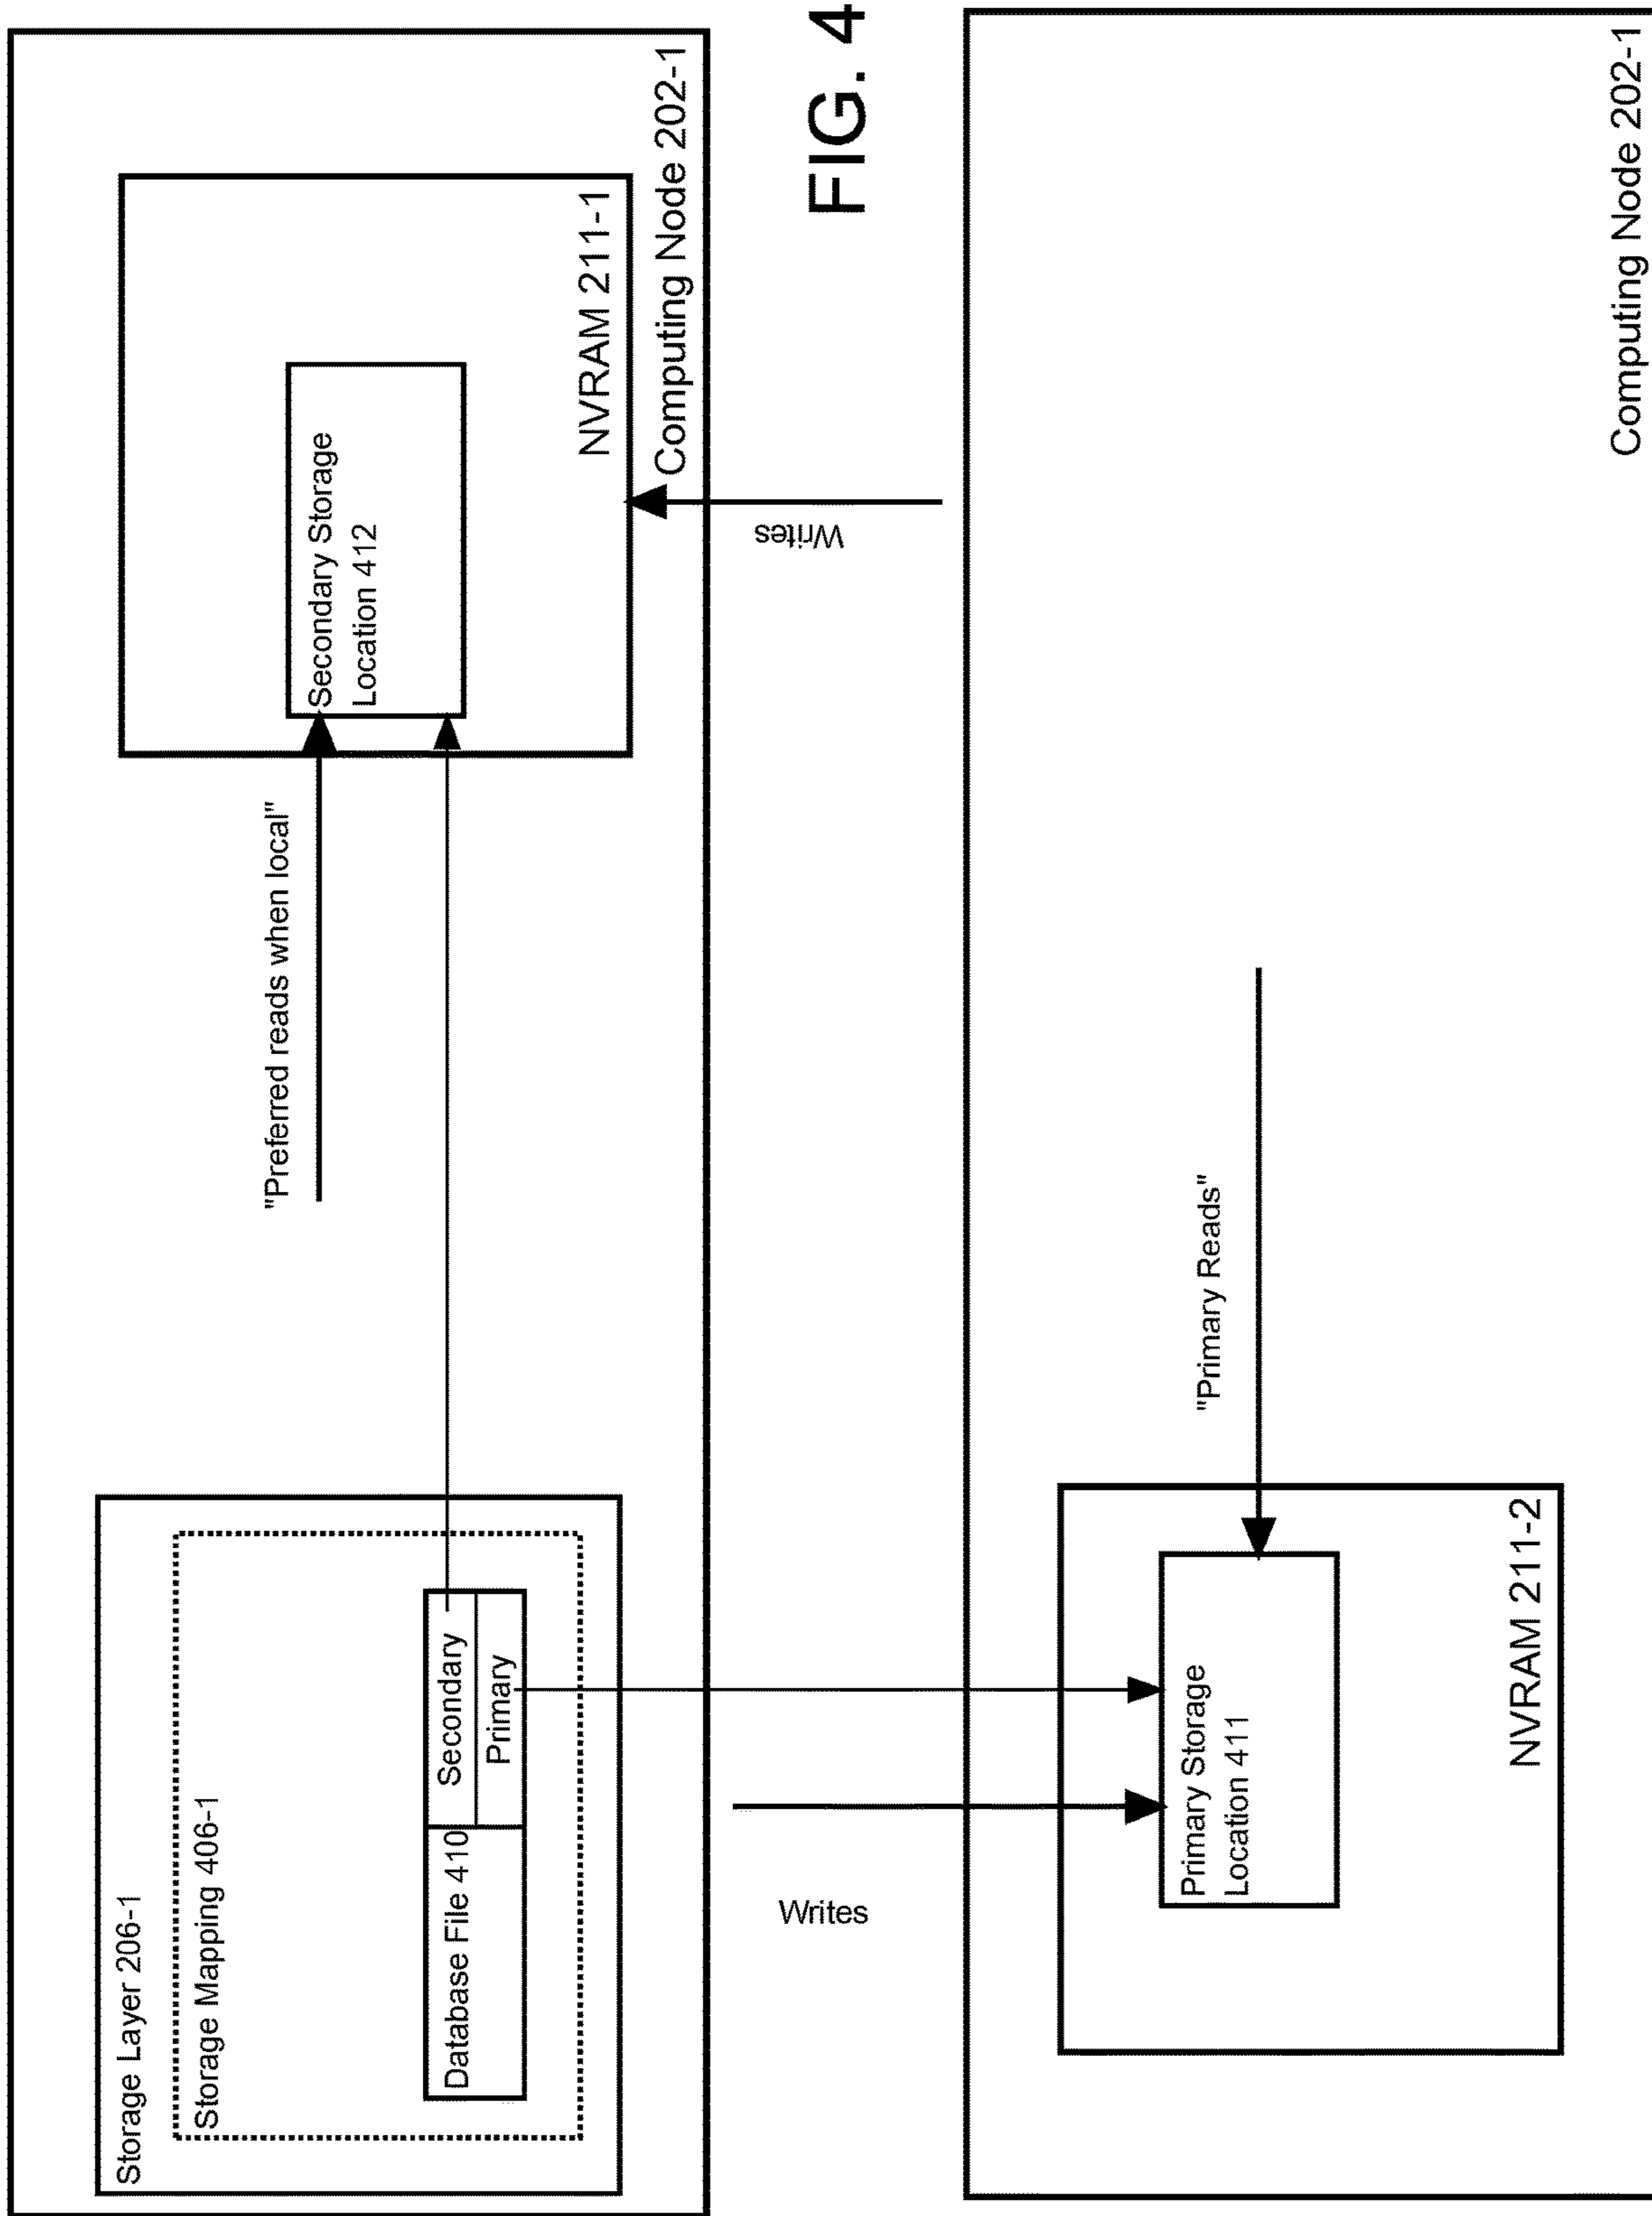 Storage Layer 206-1
Storage Mapping 406-1
Database File 410
Secondary
Primary
"Preferred reads when local"
Secondary Storage
Location 412
NVRAM 211-1
Computing Node 202-1
Writes
Writes
FIG. 4
Primary Storage
Location 411
NVRAM 211-2
"Primary Reads"
Computing Node 202-1